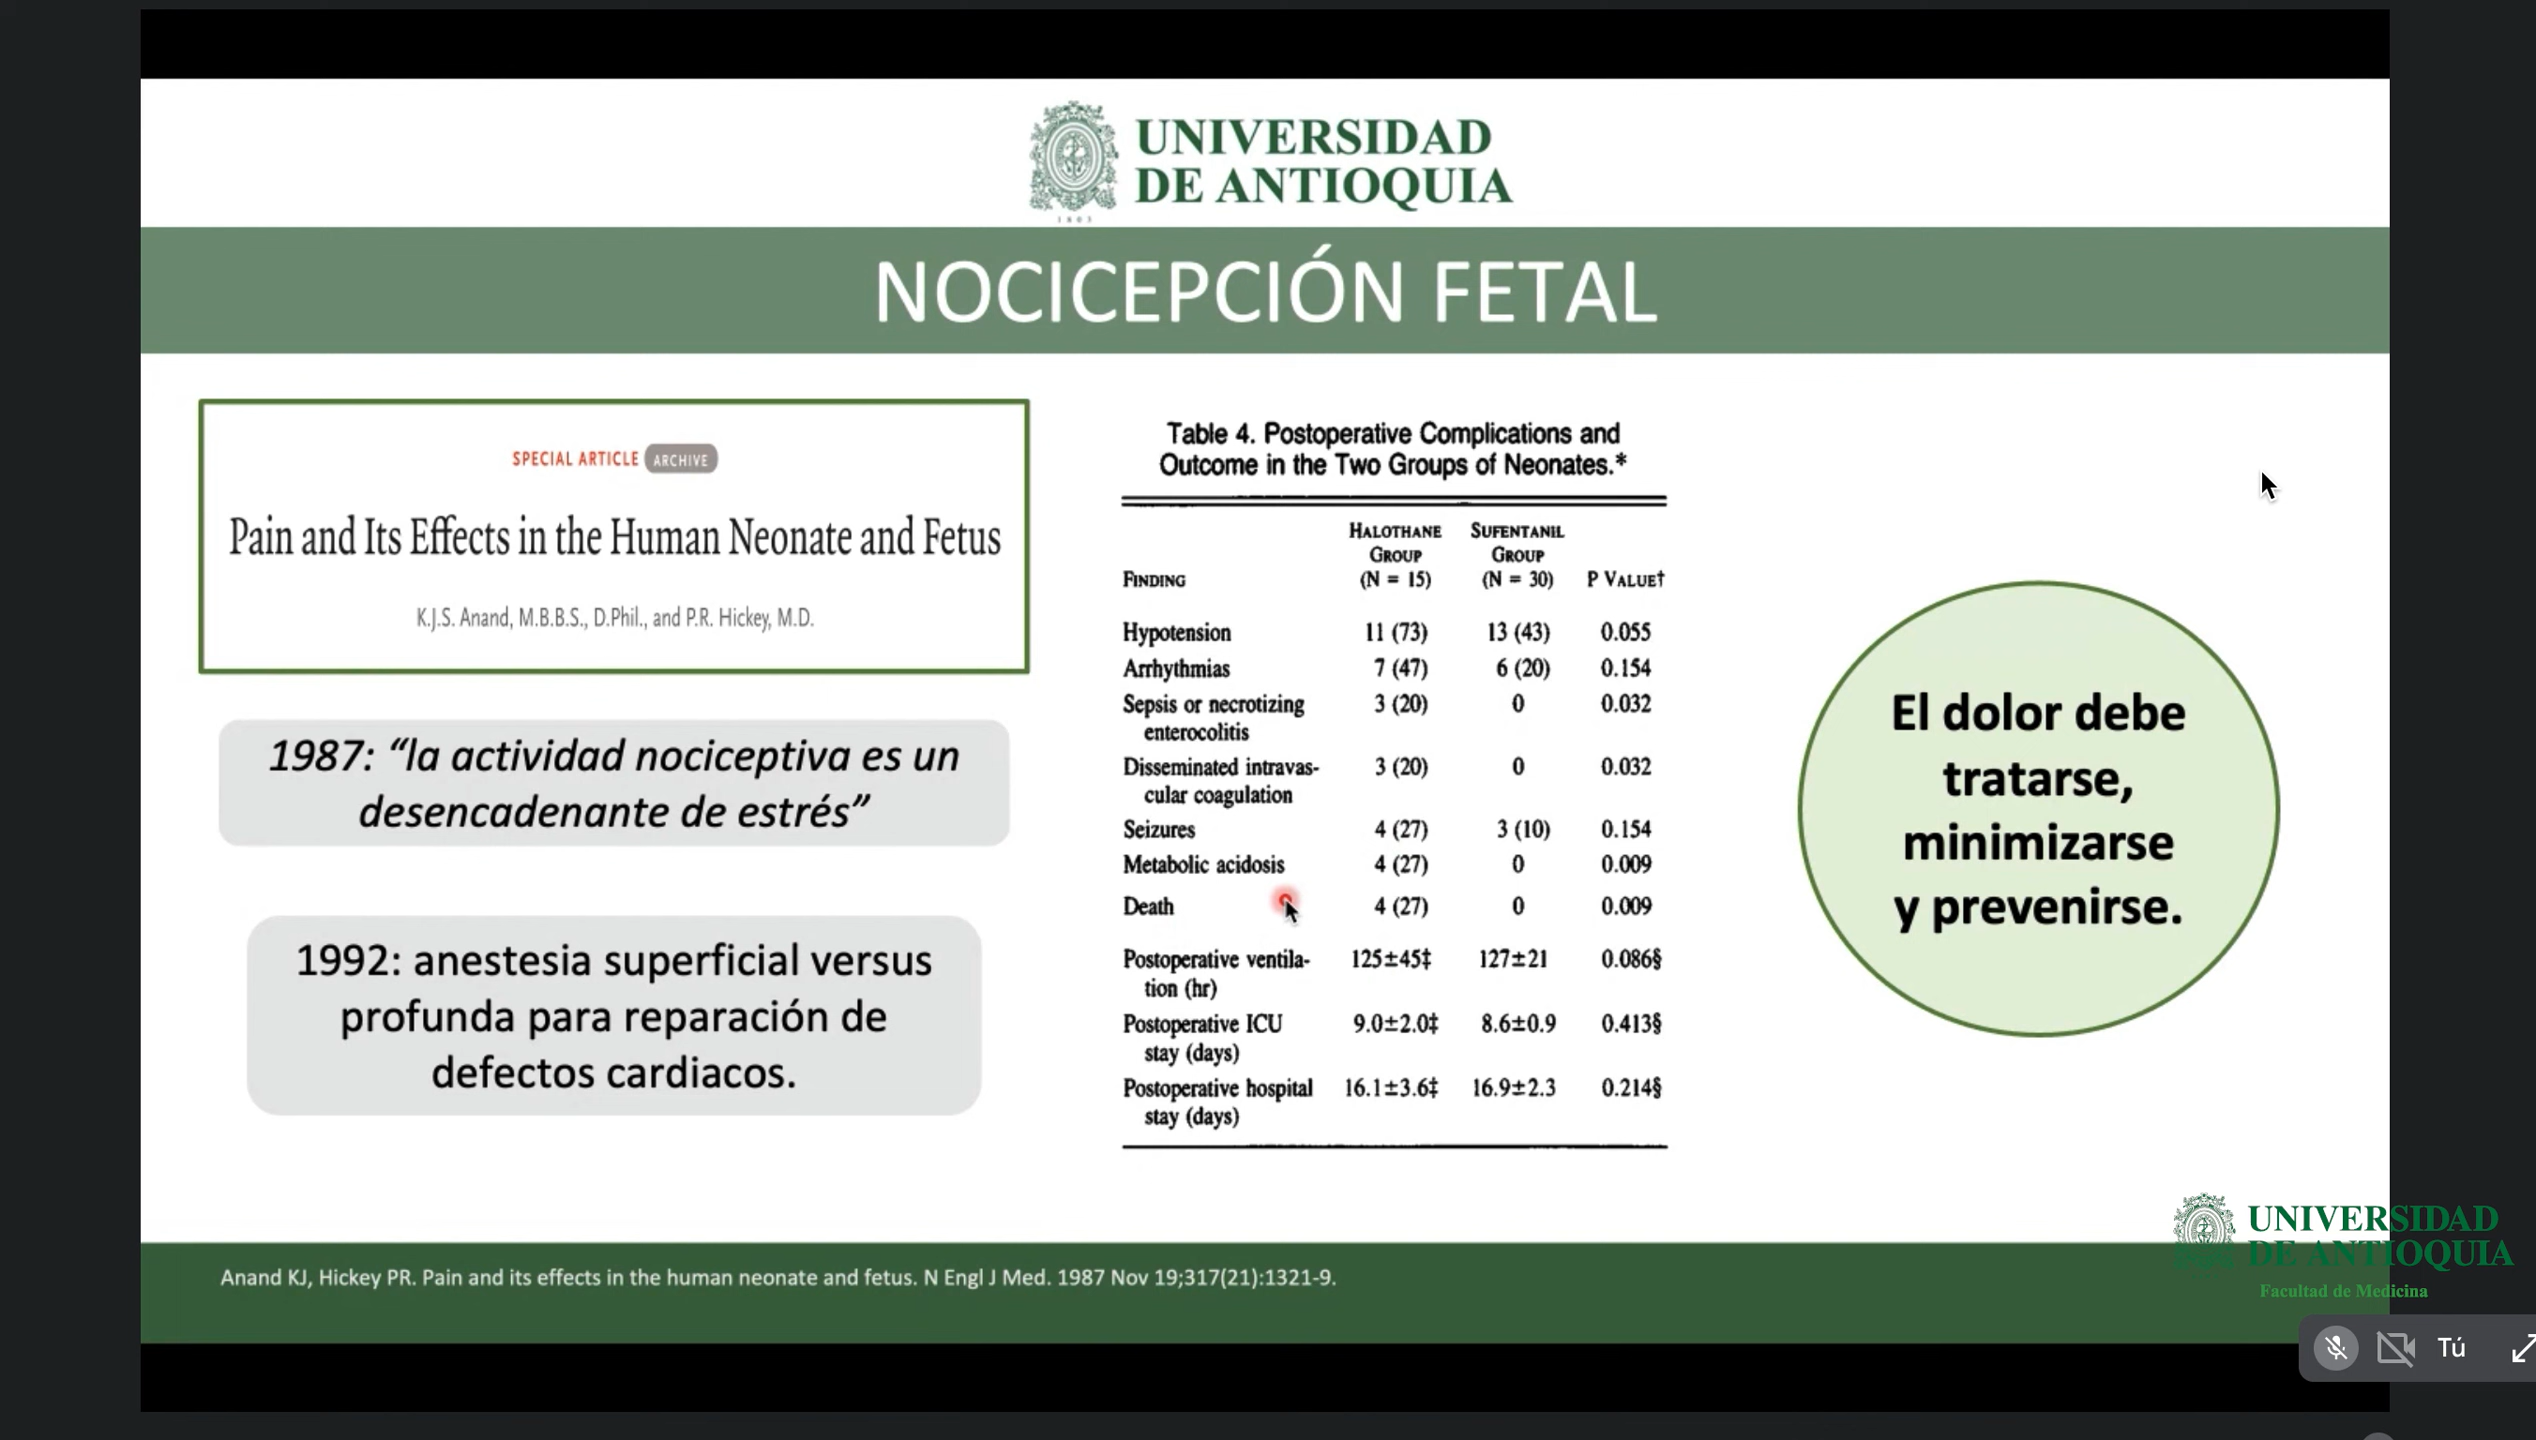 UNIVERSIDAD
DE ANTIOQUIA
1803
NOCICEPCIÓN FETAL
SPECIAL ARTICLE ARCHIVE
Pain and Its Effects in the Human Neonate and Fetus
K.J.S. Anand, M.B.B.S., D.Phil., and P.R. Hickey, M.D.
1987: “la actividad nociceptiva es un
desencadenante de estrés”
1992: anestesia superficial versus
profunda para reparación de
defectos cardiacos.
Table 4. Postoperative Complications and
Outcome in the Two Groups of Neonates.*
HALOTHANE SUFENTANIL
GROUP GROUP
FINDING (N = 15) (N = 30) P VALUE†
Hypotension 11 (73) 13 (43) 0.055
Arrhythmias 7 (47) 6 (20) 0.154
Sepsis or necrotizing 3 (20) 0 0.032
enterocolitis
Disseminated intravas- 3 (20) 0 0.032
cular coagulation
Seizures 4 (27) 3 (10) 0.154
Metabolic acidosis 4 (27) 0 0.009
Death 4 (27) 0 0.009
Postoperative ventila- 125±45‡ 127±21 0.086§
tion (hr)
Postoperative ICU 9.0±2.0‡ 8.6±0.9 0.413§
stay (days)
Postoperative hospital 16.1±3.6‡ 16.9±2.3 0.214§
stay (days)
El dolor debe
tratarse,
minimizarse
y prevenirse.
Anand KJ, Hickey PR. Pain and its effects in the human neonate and fetus. N Engl J Med. 1987 Nov 19;317(21):1321-9.
UNIVERSIDAD
DE ANTIOQUIA
Facultad de Medicina
Tú